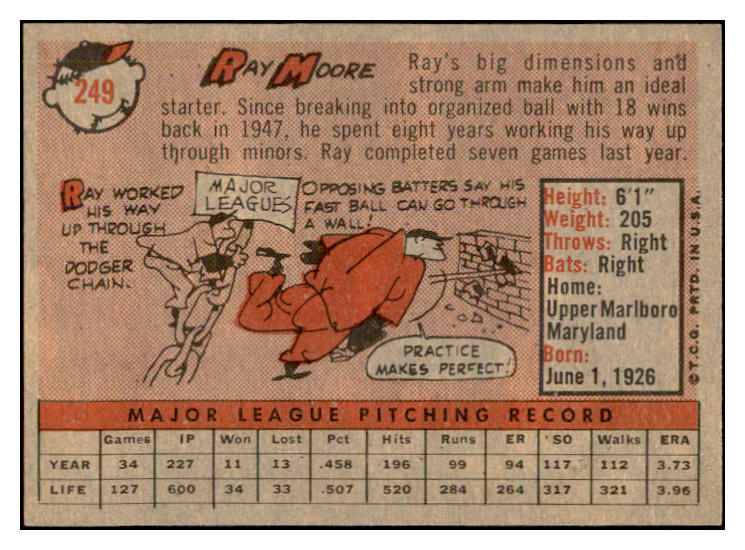 249
RAY MOORE
Ray's big dimensions and
strong arm make him an ideal
starter. Since breaking into organized ball with 18 wins
back in 1947, he spent eight years working his way up
through minors. Ray completed seven games last year.
RAY WORKED
HIS WAY
UP THROUGH
THE
DODGER
CHAIN.
MAJOR
LEAGUES
OPPOSING BATTERS SAY HIS
FAST BALL CAN GO THROUGH
A WALL!
PRACTICE
MAKES PERFECT!
Height: 6'1"
Weight: 205
Throws: Right
Bats: Right
Home:
Upper Marlboro
Maryland
Born:
June 1, 1926
© T.C.G. PRTD. IN U.S.A.
MAJOR LEAGUE PITCHING RECORD
Games IP Won Lost Pct Hits Runs ER SO Walks ERA
YEAR 34 227 11 13 .458 196 99 94 117 112 3.73
LIFE 127 600 34 33 .507 520 284 264 317 321 3.96